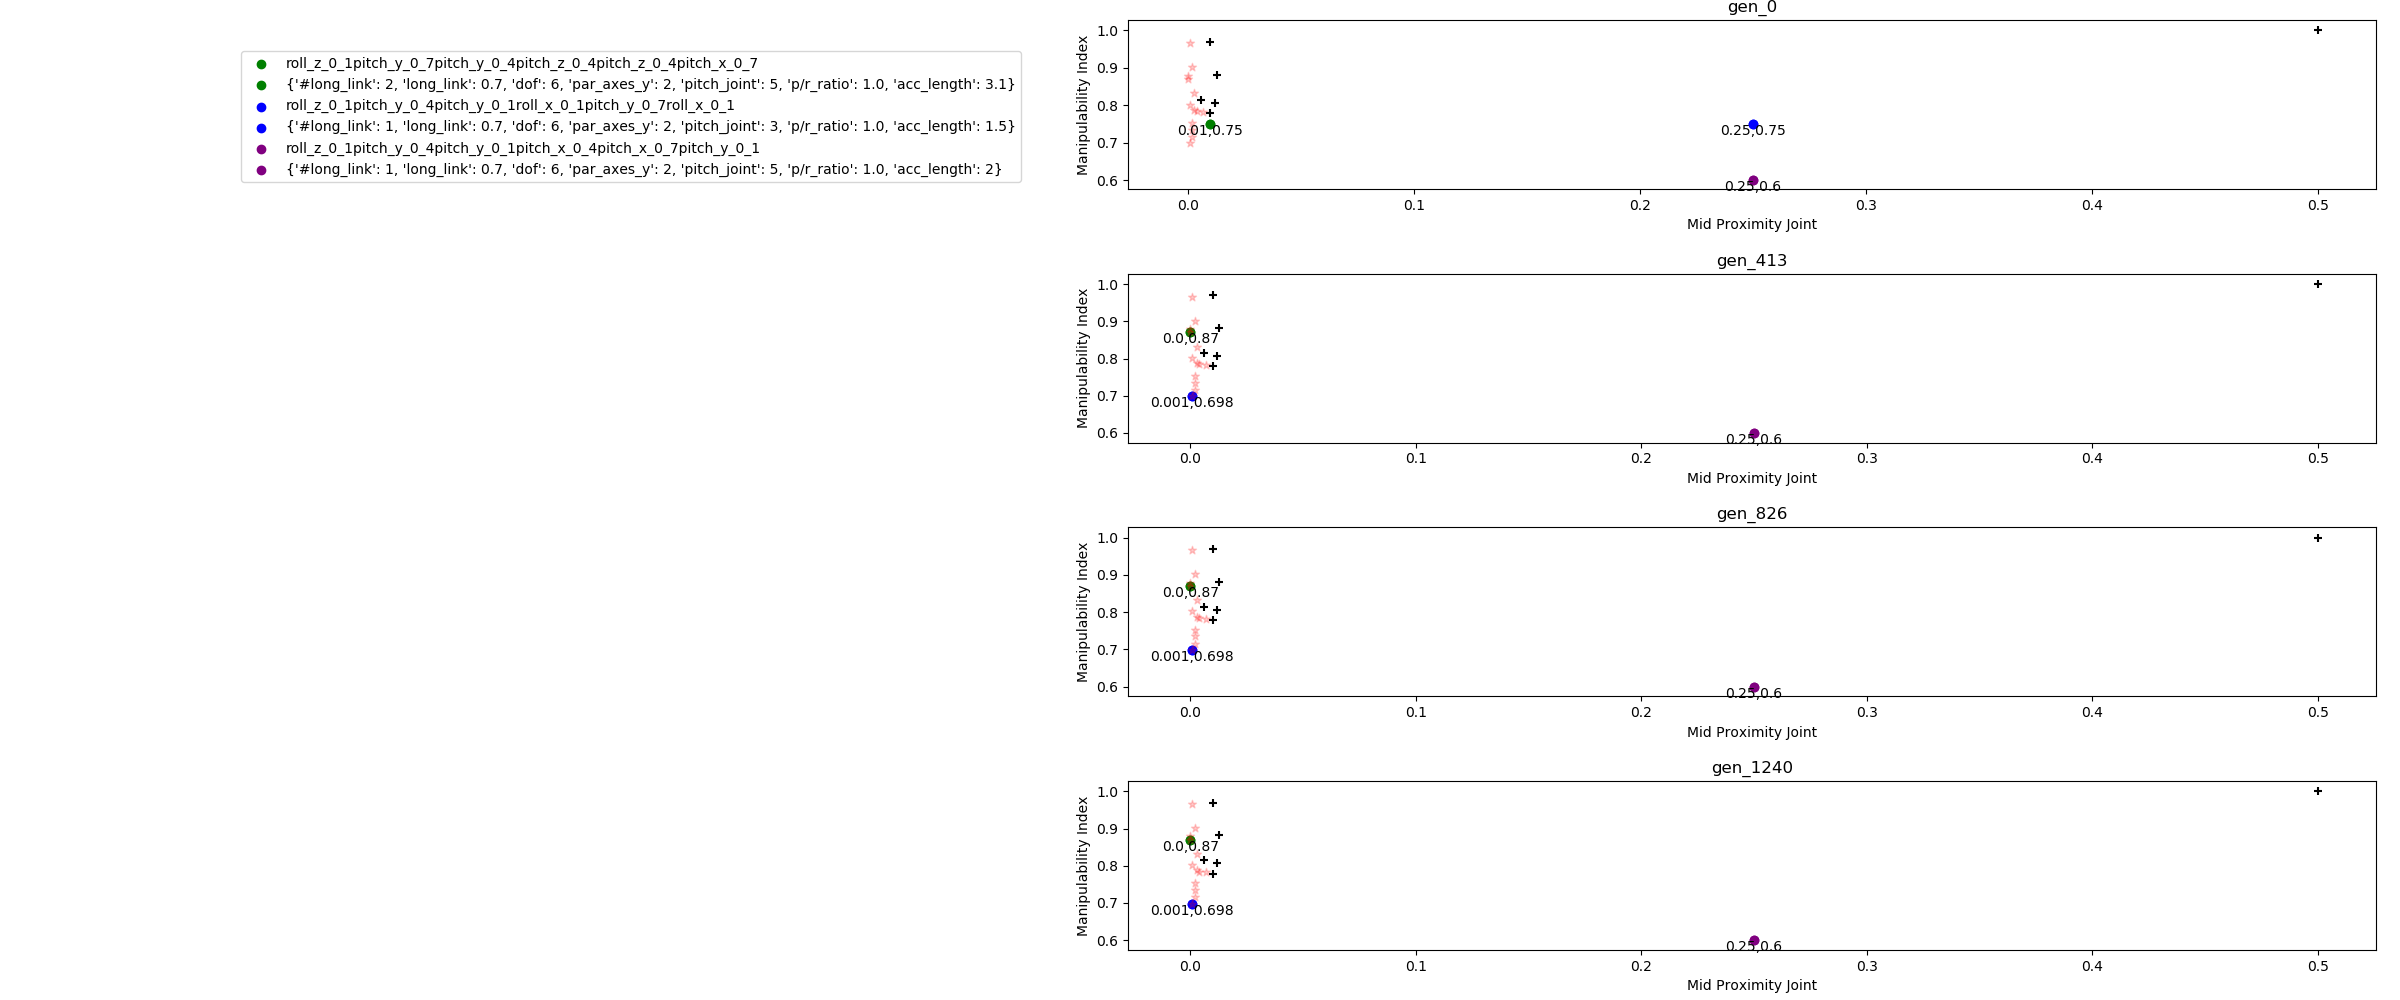 roll_z_0_1pitch_y_0_7pitch_y_0_4pitch_z_0_4pitch_z_0_4pitch_x_0_7
{'#long_link': 2, 'long_link': 0.7, 'dof': 6, 'par_axes_y': 2, 'pitch_joint': 5, 'p/r_ratio': 1.0, 'acc_length': 3.1}
roll_z_0_1pitch_y_0_4pitch_y_0_1roll_x_0_1pitch_y_0_7roll_x_0_1
{'#long_link': 1, 'long_link': 0.7, 'dof': 6, 'par_axes_y': 2, 'pitch_joint': 3, 'p/r_ratio': 1.0, 'acc_length': 1.5}
roll_z_0_1pitch_y_0_4pitch_y_0_1pitch_x_0_4pitch_x_0_7pitch_y_0_1
{'#long_link': 1, 'long_link': 0.7, 'dof': 6, 'par_axes_y': 2, 'pitch_joint': 5, 'p/r_ratio': 1.0, 'acc_length': 2}
gen_0
Manipulability Index
1.0
0.9
0.8
0.7
0.6
0.01,0.75
0.25,0.75
0.25,0.6
0.0 0.1 0.2 0.3 0.4 0.5
Mid Proximity Joint
gen_413
Manipulability Index
1.0
0.9
0.8
0.7
0.6
0.0,0.87
0.001,0.698
0.25,0.6
0.0 0.1 0.2 0.3 0.4 0.5
Mid Proximity Joint
gen_826
Manipulability Index
1.0
0.9
0.8
0.7
0.6
0.0,0.87
0.001,0.698
0.25,0.6
0.0 0.1 0.2 0.3 0.4 0.5
Mid Proximity Joint
gen_1240
Manipulability Index
1.0
0.9
0.8
0.7
0.6
0.0,0.87
0.001,0.698
0.25,0.6
0.0 0.1 0.2 0.3 0.4 0.5
Mid Proximity Joint